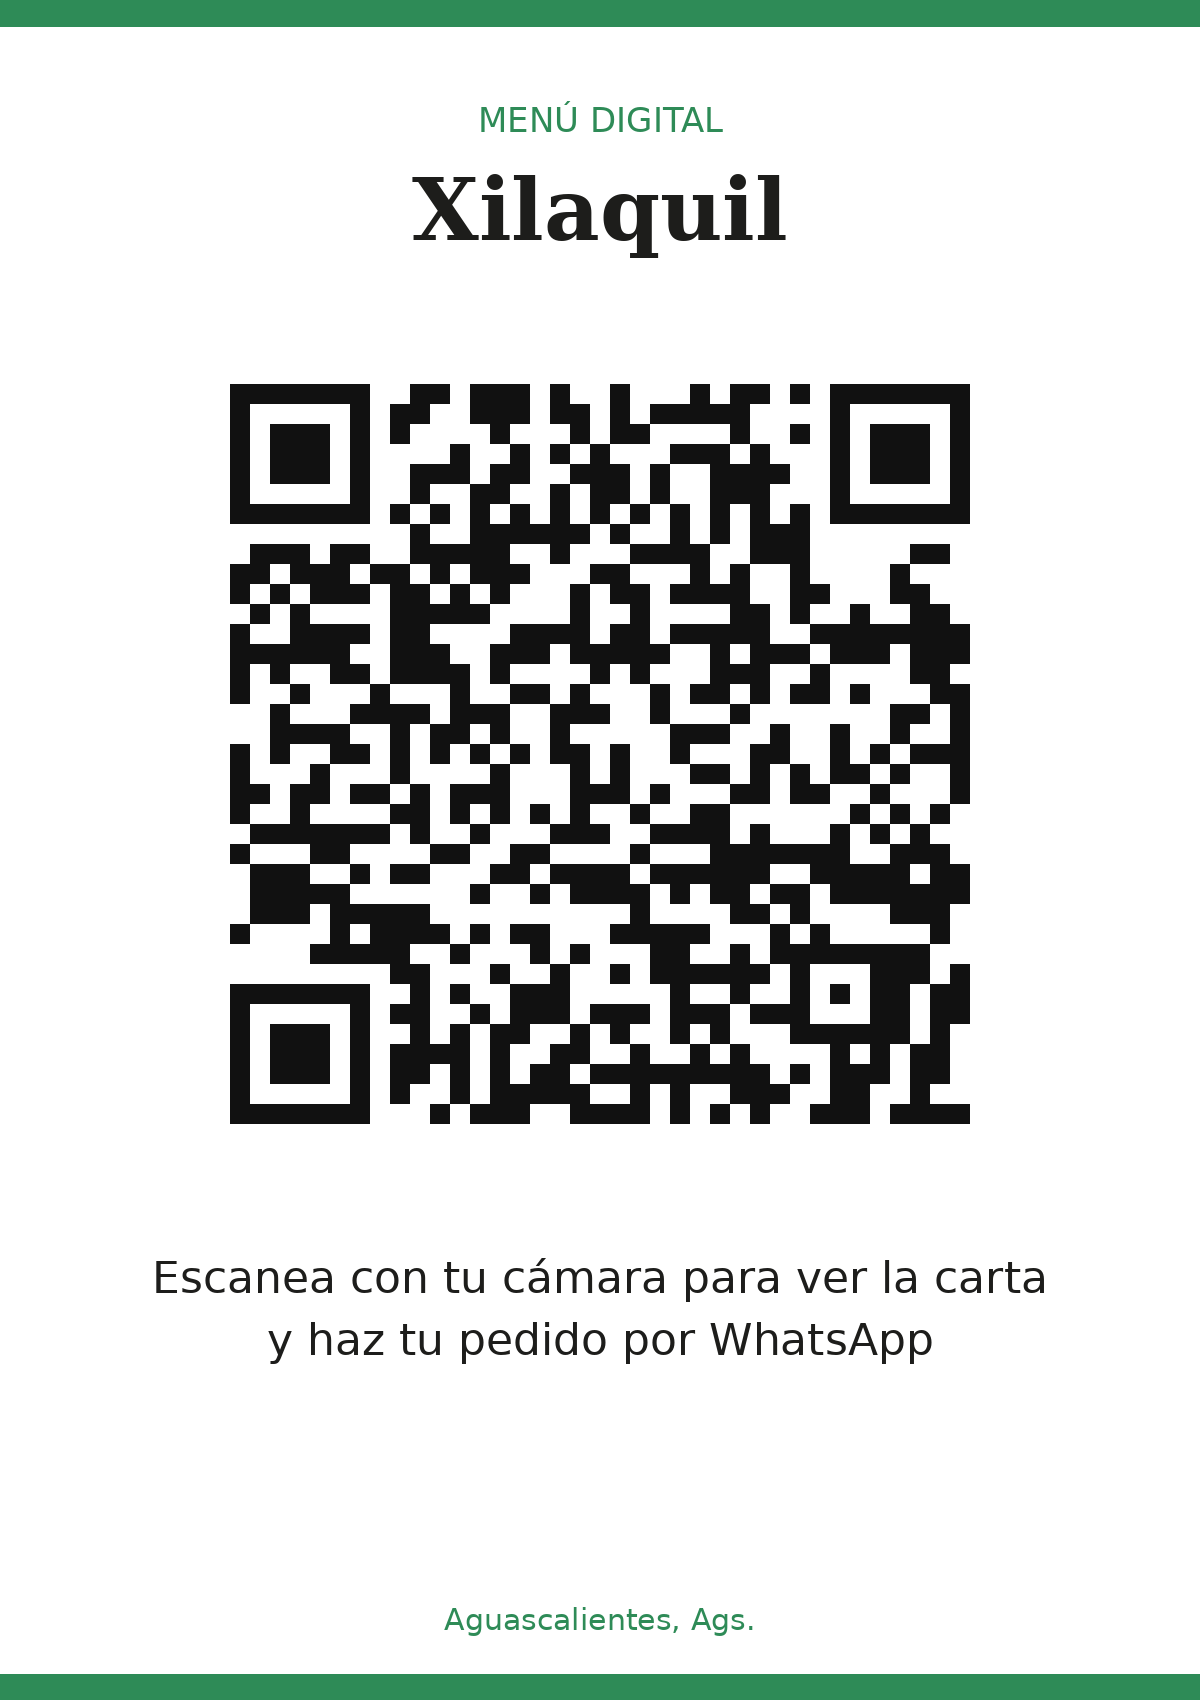 MENÚ DIGITAL
Xilaquil
Escanea con tu cámara para ver la carta
y haz tu pedido por WhatsApp
Aguascalientes, Ags.